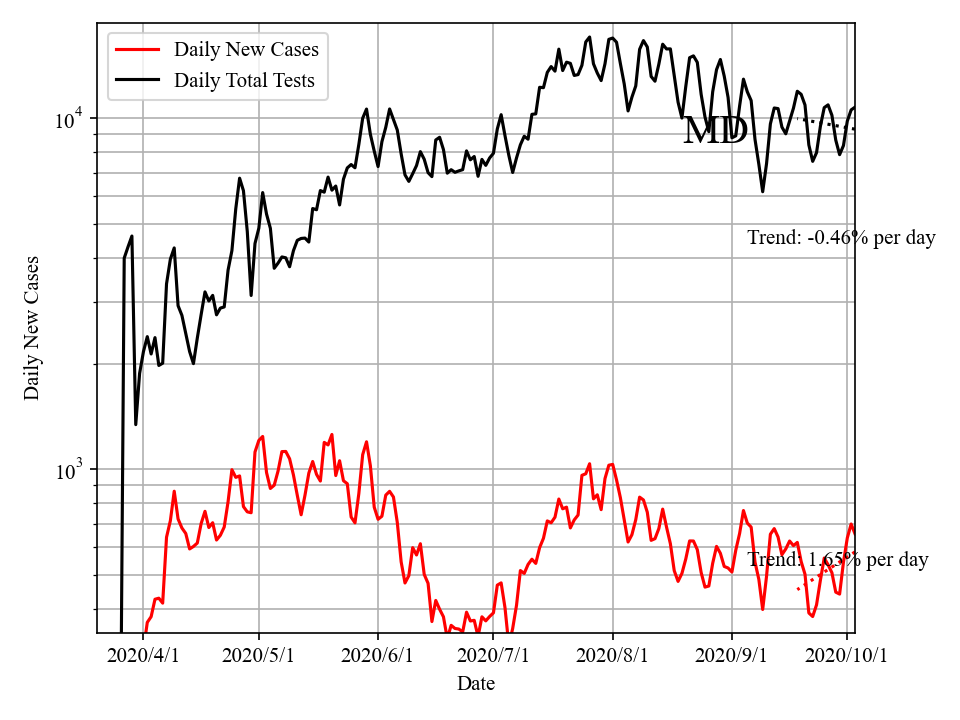 Daily New Cases
Daily Total Tests
10^4
MD
Trend: -0.46% per day
Daily New Cases
10^3
Trend: 1.65% per day
2020/4/1 2020/5/1 2020/6/1 2020/7/1 2020/8/1 2020/9/1 2020/10/1
Date